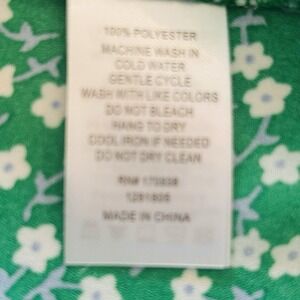 100% POLYESTER
MACHINE WASH IN
COLD WATER
GENTLE CYCLE
WASH WITH LIKE COLORS
DO NOT BLEACH
HANG TO DRY
COOL IRON IF NEEDED
DO NOT DRY CLEAN
RN#
MADE IN CHINA